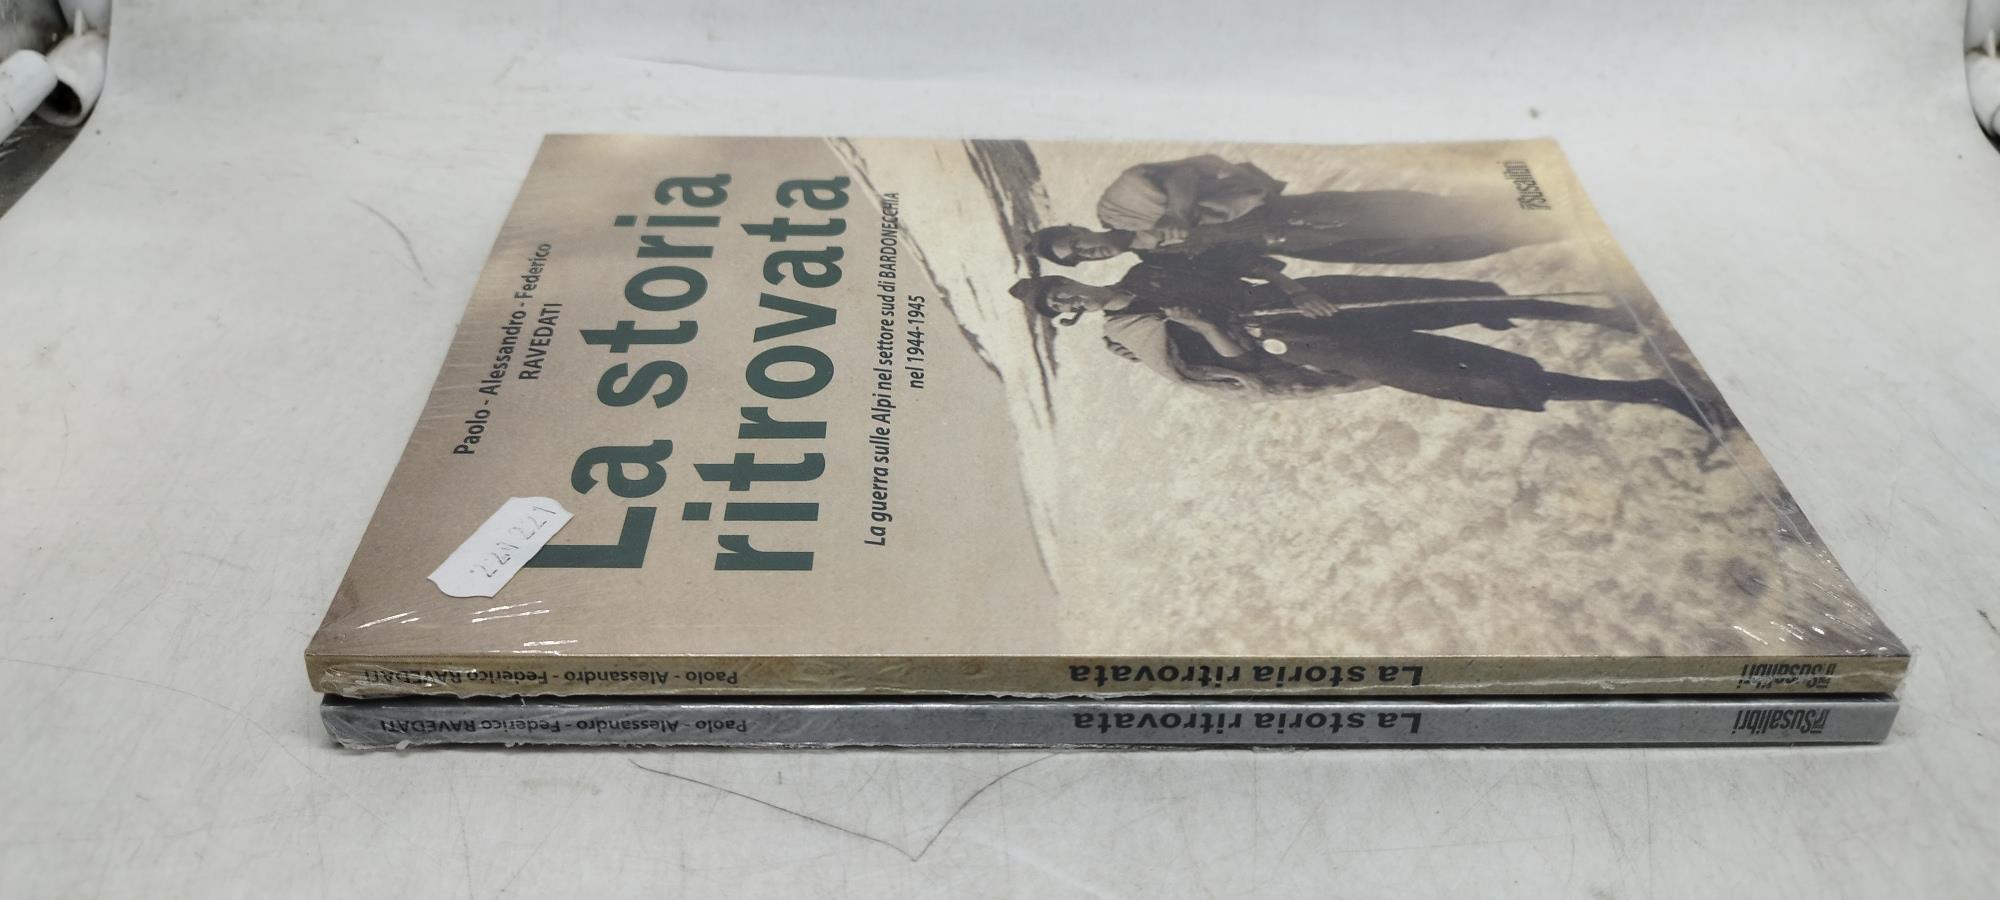 Paolo - Alessandro - Federico
RAVEDATI
La storia
ritrovata
La guerra sulle Alpi nel settore sud di BARDONECCHIA
nel 1944-1945
Susalibri
221221
Paolo - Alessandro - Federico RAVEDATI
La storia ritrovata
Susalibri
Paolo - Alessandro - Federico RAVEDATI
La storia ritrovata
Susalibri